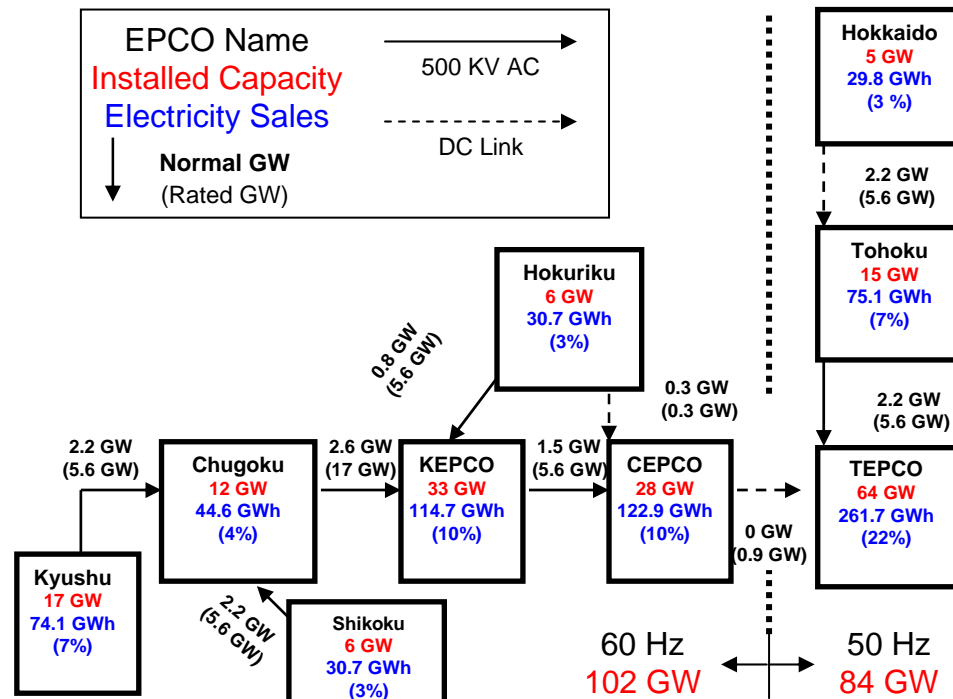 EPCO Name
Installed Capacity
Electricity Sales
Normal GW
(Rated GW)
500 KV AC
DC Link
Hokkaido
5 GW
29.8 GWh
(3 %)
2.2 GW
(5.6 GW)
Tohoku
15 GW
75.1 GWh
(7%)
2.2 GW
(5.6 GW)
Hokuriku
6 GW
30.7 GWh
(3%)
0.8 GW
(5.6 GW)
0.3 GW
(0.3 GW)
2.2 GW
(5.6 GW)
Chugoku
12 GW
44.6 GWh
(4%)
2.6 GW
(17 GW)
KEPCO
33 GW
114.7 GWh
(10%)
1.5 GW
(5.6 GW)
CEPCO
28 GW
122.9 GWh
(10%)
0 GW
(0.9 GW)
TEPCO
64 GW
261.7 GWh
(22%)
Kyushu
17 GW
74.1 GWh
(7%)
2.2 GW
(5.6 GW)
Shikoku
6 GW
30.7 GWh
(3%)
60 Hz
102 GW
50 Hz
84 GW